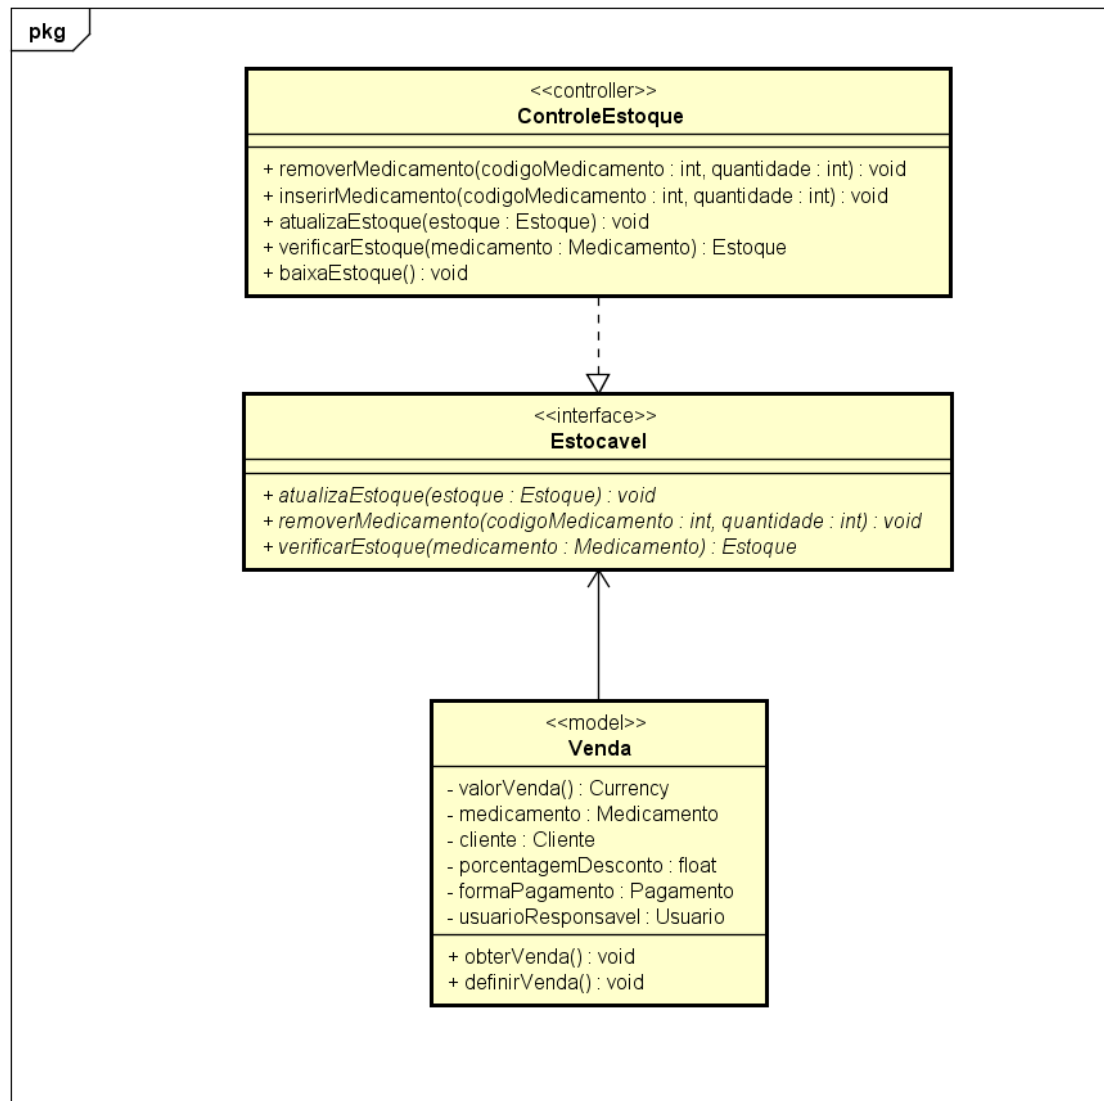 pkg
<<controller>>
ControleEstoque
+ removerMedicamento(codigoMedicamento : int, quantidade : int) : void
+ inserirMedicamento(codigoMedicamento : int, quantidade : int) : void
+ atualizaEstoque(estoque : Estoque) : void
+ verificarEstoque(medicamento : Medicamento) : Estoque
+ baixaEstoque() : void
<<interface>>
Estocavel
+ atualizaEstoque(estoque : Estoque) : void
+ removerMedicamento(codigoMedicamento : int, quantidade : int) : void
+ verificarEstoque(medicamento : Medicamento) : Estoque
<<model>>
Venda
- valorVenda() : Currency
- medicamento : Medicamento
- cliente : Cliente
- porcentagemDesconto : float
- formaPagamento : Pagamento
- usuarioResponsavel : Usuario
+ obterVenda() : void
+ definirVenda() : void